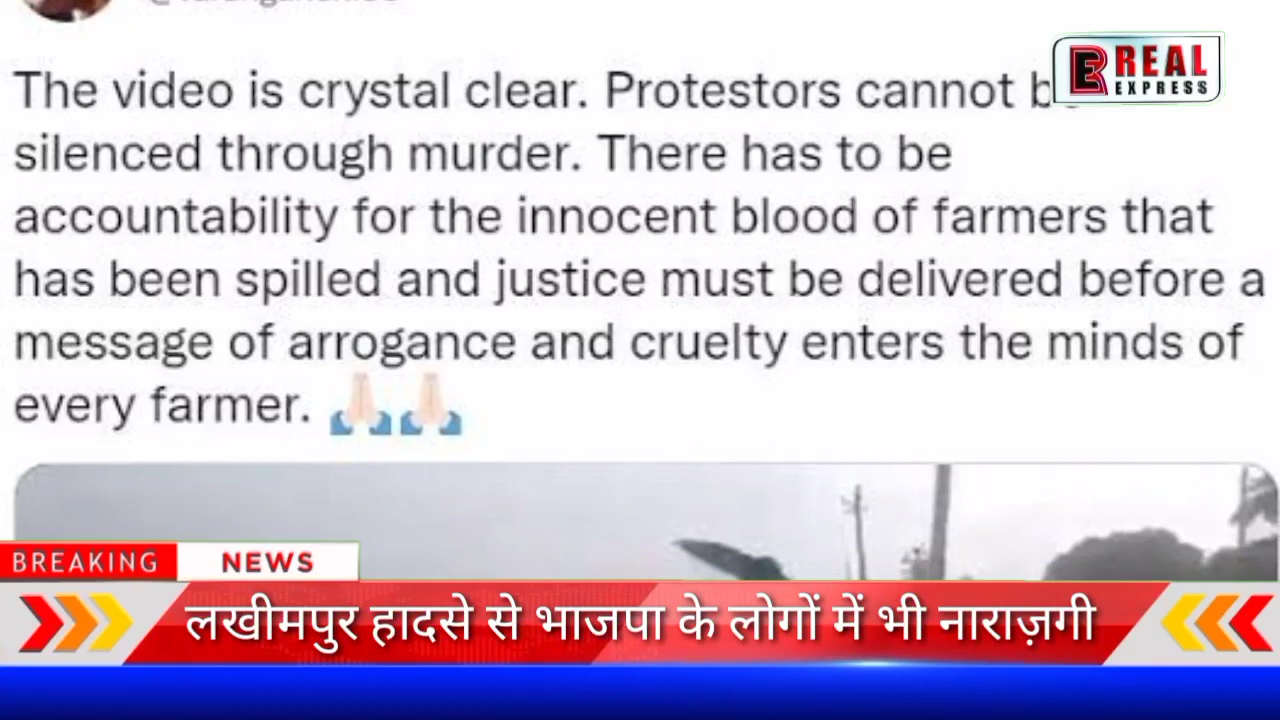 The video is crystal clear. Protestors cannot
REAL
EXPRESS
silenced through murder. There has to be
accountability for the innocent blood of farmers that
has been spilled and justice must be delivered before a
message of arrogance and cruelty enters the minds of
every farmer. 🙏🏻🙏🏻
BREAKING NEWS
लखीमपुर हादसे से भाजपा के लोगों में भी नाराज़गी